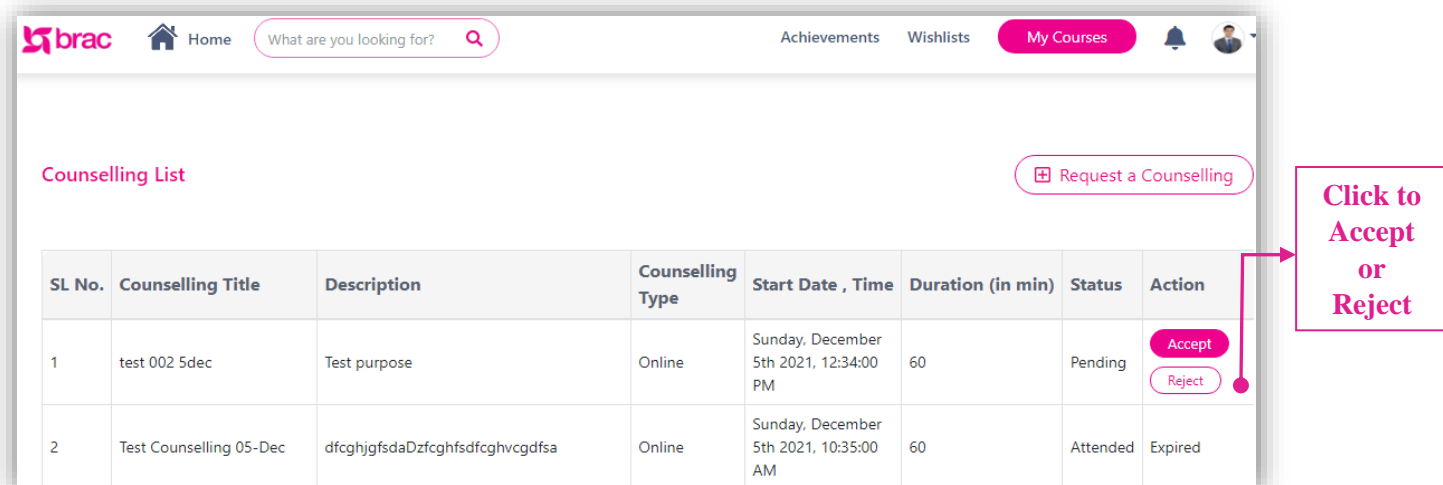 brac Home What are you looking for? Achievements Wishlists My Courses
Counselling List Request a Counselling
Click to
Accept
or
Reject
SL No. Counselling Title Description Counselling Type Start Date , Time Duration (in min) Status Action
1 test 002 5dec Test purpose Online Sunday, December 5th 2021, 12:34:00 PM 60 Pending Accept Reject
2 Test Counselling 05-Dec dfcghjgfsdaDzfcghfsdfcghvcgdfsa Online Sunday, December 5th 2021, 10:35:00 AM 60 Attended Expired